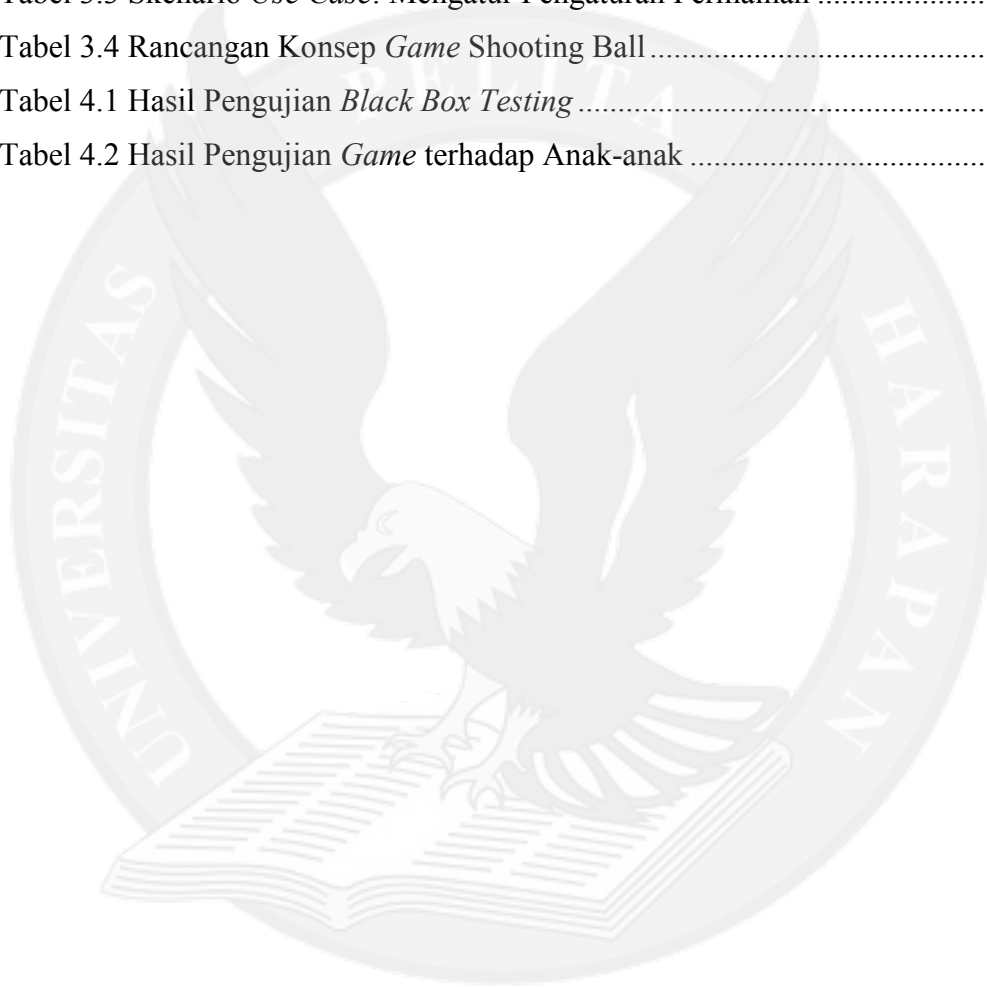 Tabel 3.3 Skenario Use Case: Mengatur Pengaturan Permainan ....................
Tabel 3.4 Rancangan Konsep Game Shooting Ball ..........................................
Tabel 4.1 Hasil Pengujian Black Box Testing ...................................................
Tabel 4.2 Hasil Pengujian Game terhadap Anak-anak .....................................
UNIVERSITAS PELITA HARAPAN